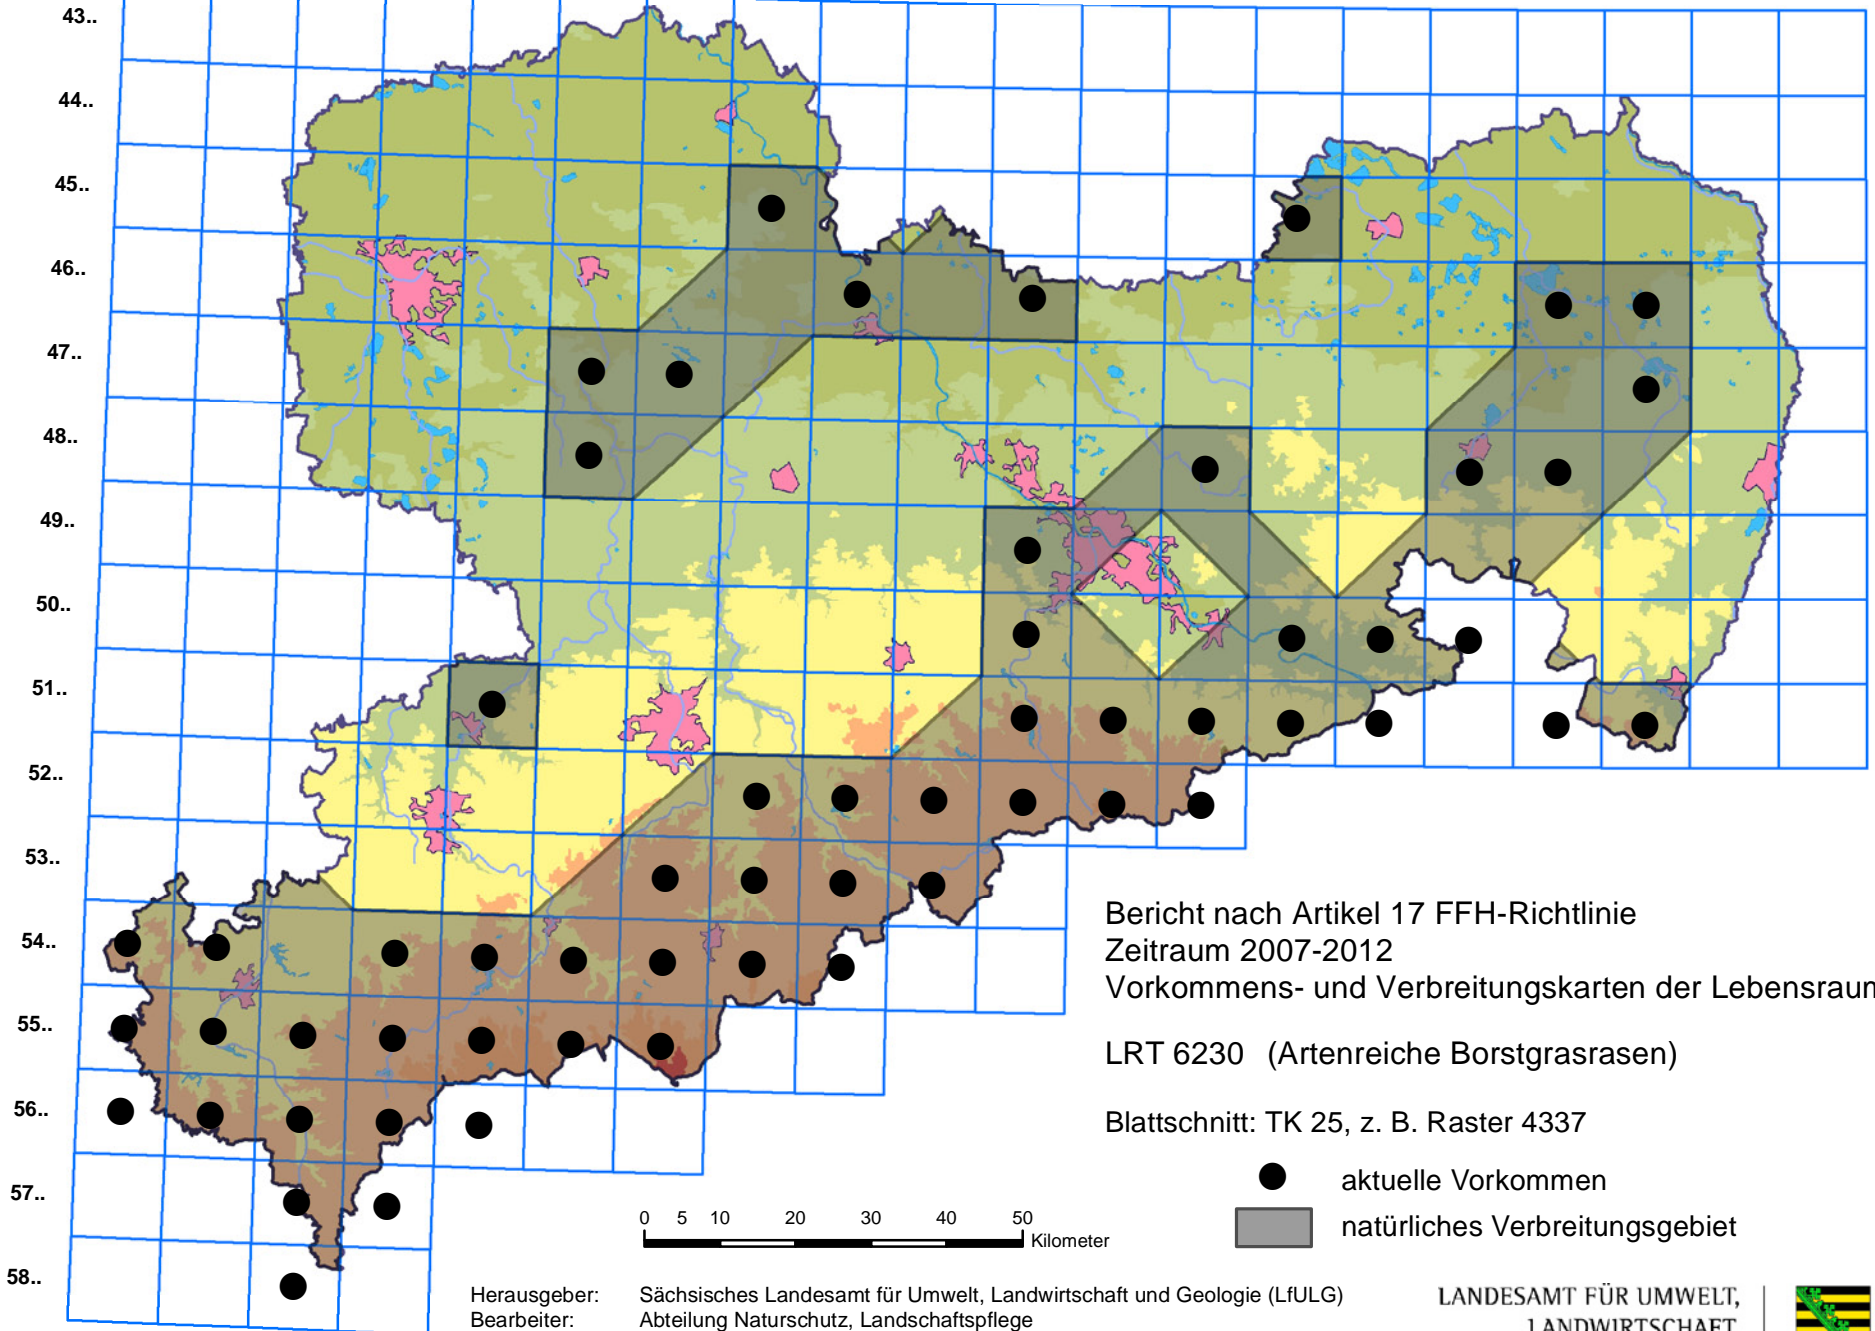 43..
44..
45..
46..
47..
48..
49..
50..
51..
52..
53..
54..
55..
56..
57..
58..
Bericht nach Artikel 17 FFH-Richtlinie
Zeitraum 2007-2012
Vorkommens- und Verbreitungskarten der Lebensraum
LRT 6230 (Artenreiche Borstgrasrasen)
Blattschnitt: TK 25, z. B. Raster 4337
aktuelle Vorkommen
natürliches Verbreitungsgebiet
0 5 10 20 30 40 50
Kilometer
Herausgeber: Sächsisches Landesamt für Umwelt, Landwirtschaft und Geologie (LfULG)
Bearbeiter: Abteilung Naturschutz, Landschaftspflege
LANDESAMT FÜR UMWELT,
LANDWIRTSCHAFT